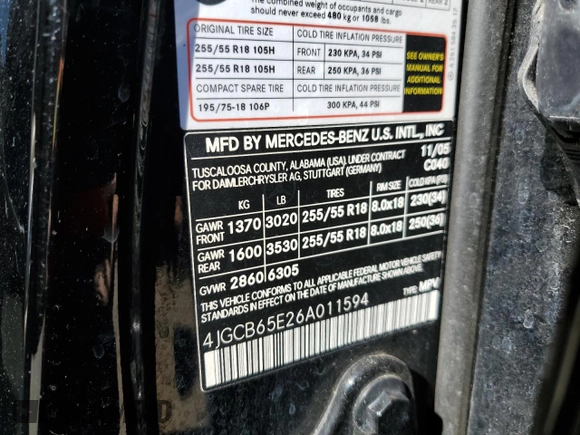 The combined weight of occupants and cargo
should never exceed 480 kg or 1058 lbs.
ORIGINAL TIRE SIZE COLD TIRE INFLATION PRESSURE
255/55 R18 105H FRONT 230 KPA, 34 PSI
255/55 R18 105H REAR 250 KPA, 36 PSI
COMPACT SPARE TIRE COLD TIRE INFLATION PRESSURE
195/75-18 106P 300 KPA, 44 PSI
SEE OWNER'S
MANUAL FOR
ADDITIONAL
INFORMATION
MFD BY MERCEDES-BENZ U.S. INTL., INC
TUSCALOOSA COUNTY, ALABAMA (USA), UNDER CONTRACT 11/05
FOR DAIMLERCHRYSLER AG, STUTTGART (GERMANY) C040
KG LB TIRES RM SIZE COLD KPA (PSI)
GAWR FRONT 1370 3020 255/55 R18 8.0x18 230(34)
GAWR REAR 1600 3530 255/55 R18 8.0x18 250(36)
GVWR 2860 6305
THIS VEHICLE CONFORMS TO ALL APPLICABLE FEDERAL MOTOR VEHICLE SAFETY
STANDARDS IN EFFECT ON THE DATE OF MANUFACTURE SHOWN ABOVE.
4JGCB65E26A011594 TYPE: MPV